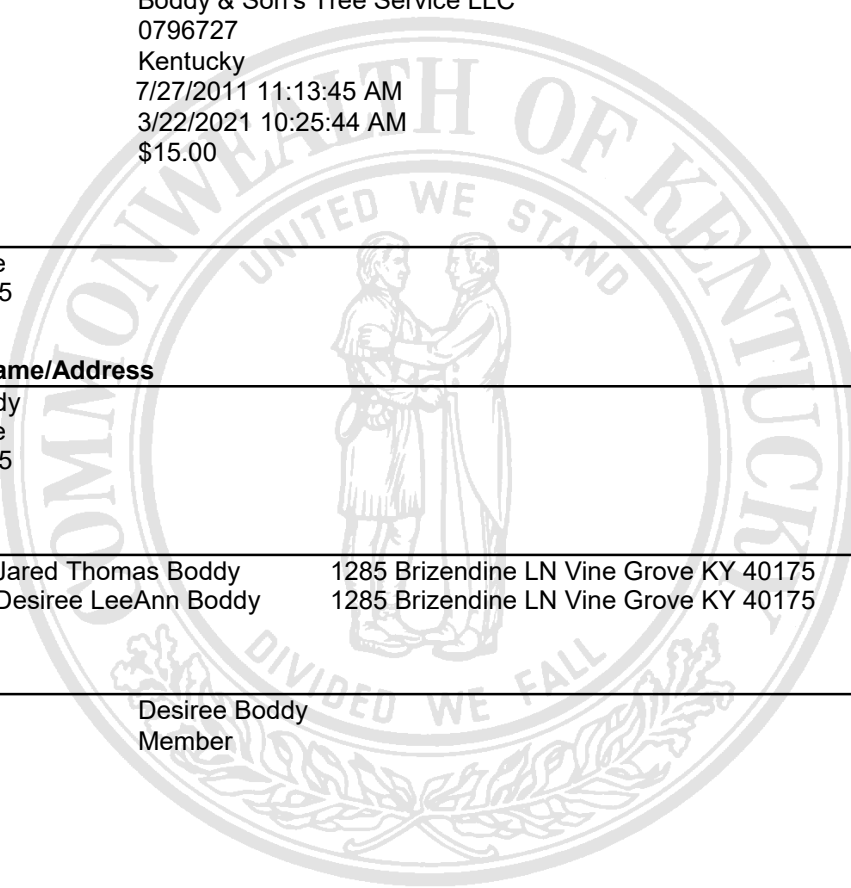 Boddy & Son's Tree Service LLC
0796727
Kentucky
7/27/2011 11:13:45 AM
3/22/2021 10:25:44 AM
$15.00
COMMONWEALTH OF KENTUCKY
UNITED WE STAND
e
5
ame/Address
dy
e
5
Jared Thomas Boddy 1285 Brizendine LN Vine Grove KY 40175
Desiree LeeAnn Boddy 1285 Brizendine LN Vine Grove KY 40175
DIVIDED WE FALL
Desiree Boddy
Member